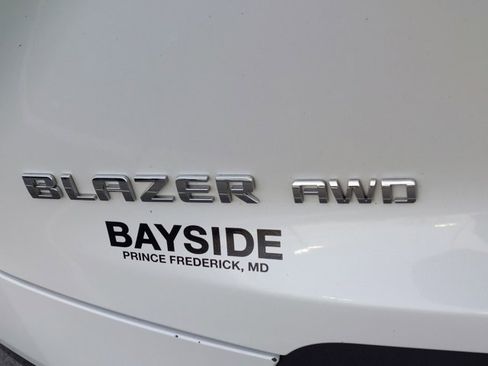 BLAZER AWD
BAYSIDE
PRINCE FREDERICK, MD